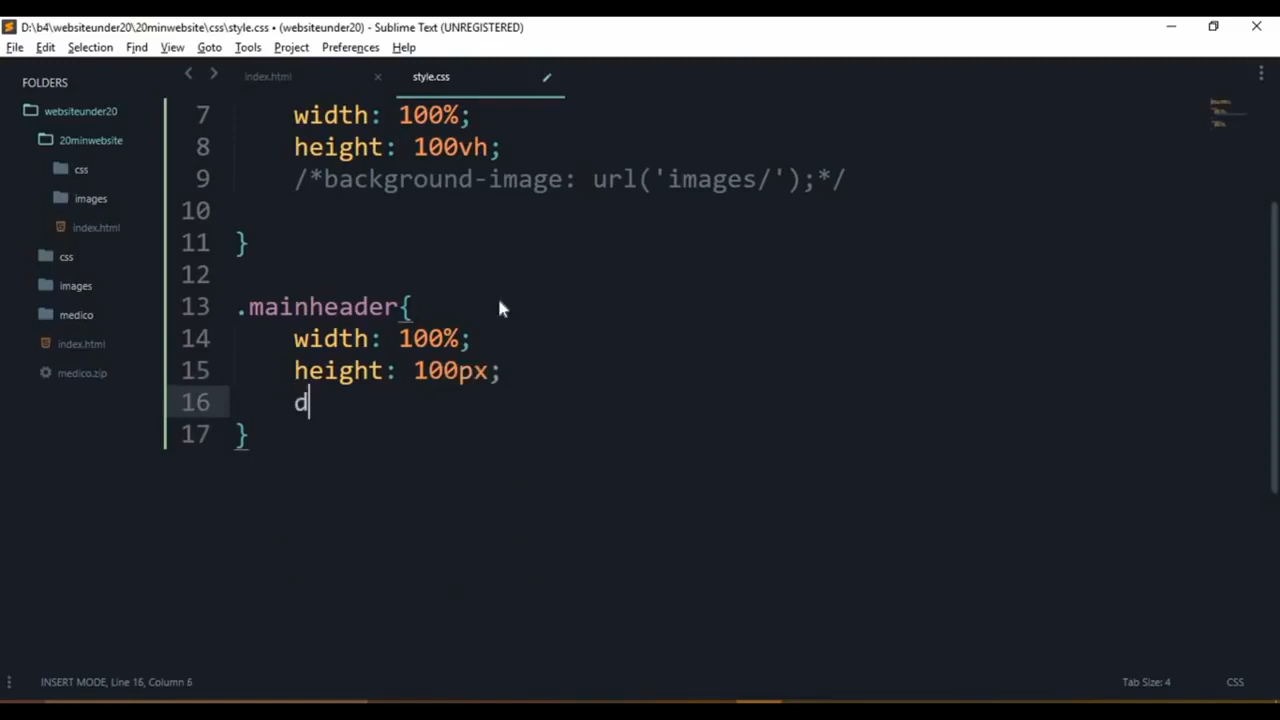 D:\b4\websiteunder20\20minwebsite\css\style.css • (websiteunder20) - Sublime Text (UNREGISTERED)
File Edit Selection Find View Goto Tools Project Preferences Help
FOLDERS
websiteunder20
20minwebsite
css
images
index.html
css
images
medico
index.html
medico.zip
index.html
style.css
7 width: 100%;
8 height: 100vh;
9 /*background-image: url('images/');*/
10
11 }
12
13 .mainheader{
14 width: 100%;
15 height: 100px;
16 d
17 }
INSERT MODE, Line 16, Column 6
Tab Size: 4
CSS